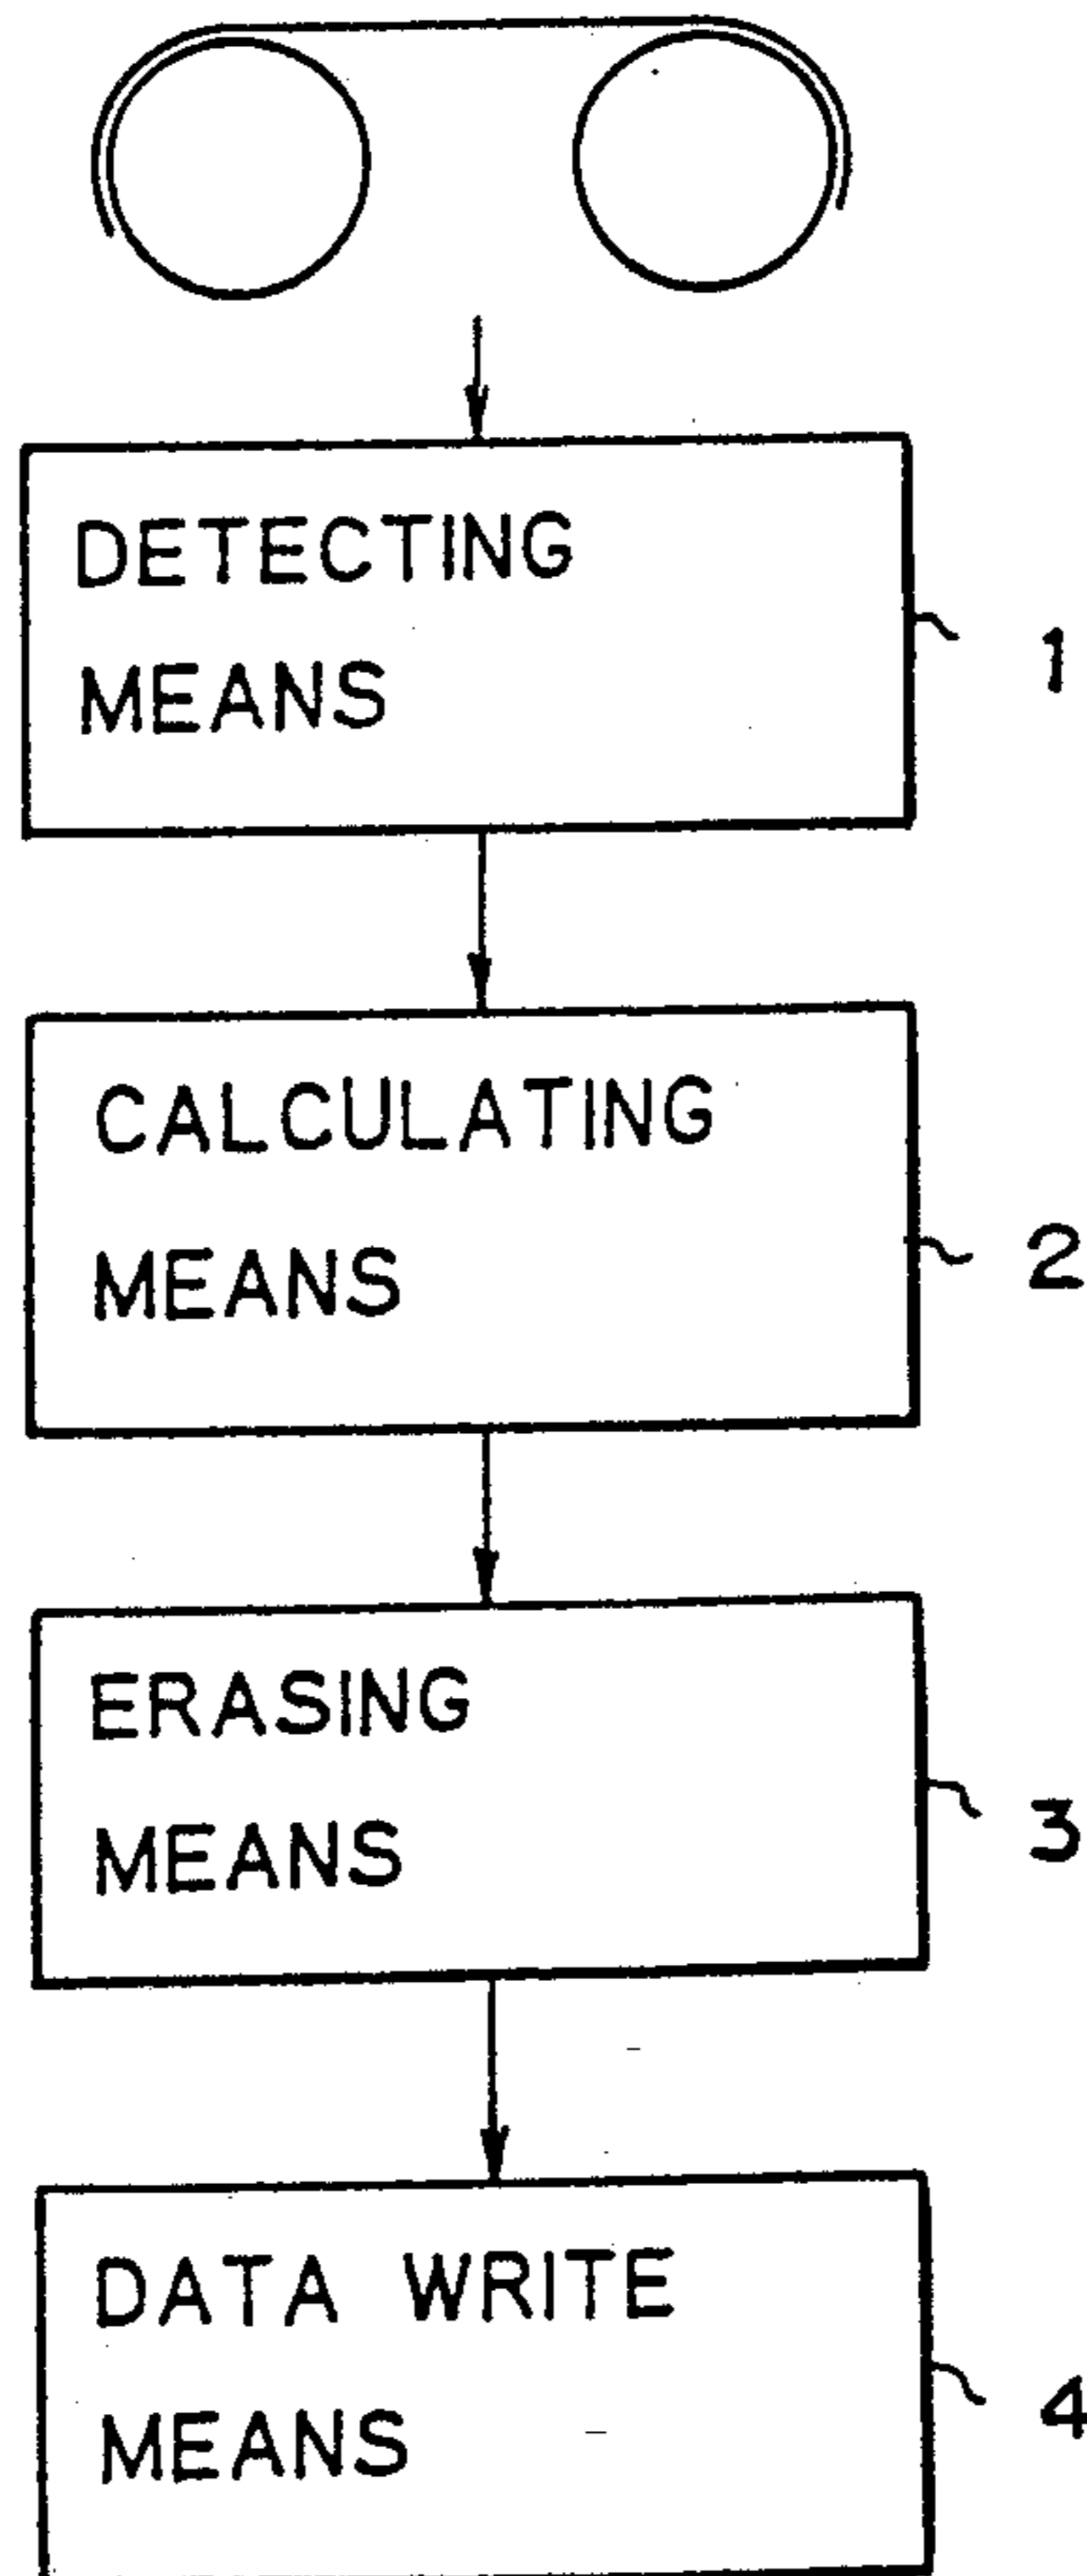 DETECTING
MEANS
1
CALCULATING
MEANS
2
ERASING
MEANS
3
DATA WRITE
MEANS
4